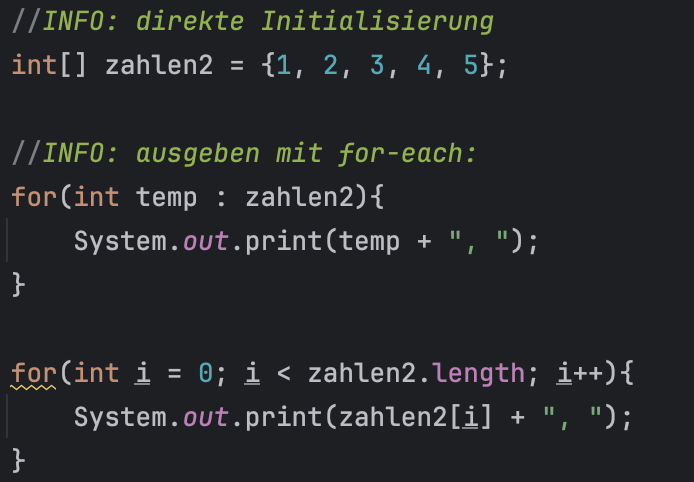 //INFO: direkte Initialisierung
int[] zahlen2 = {1, 2, 3, 4, 5};
//INFO: ausgeben mit for-each:
for(int temp : zahlen2){
    System.out.print(temp + ", ");
}
for(int i = 0; i < zahlen2.length; i++){
    System.out.print(zahlen2[i] + ", ");
}